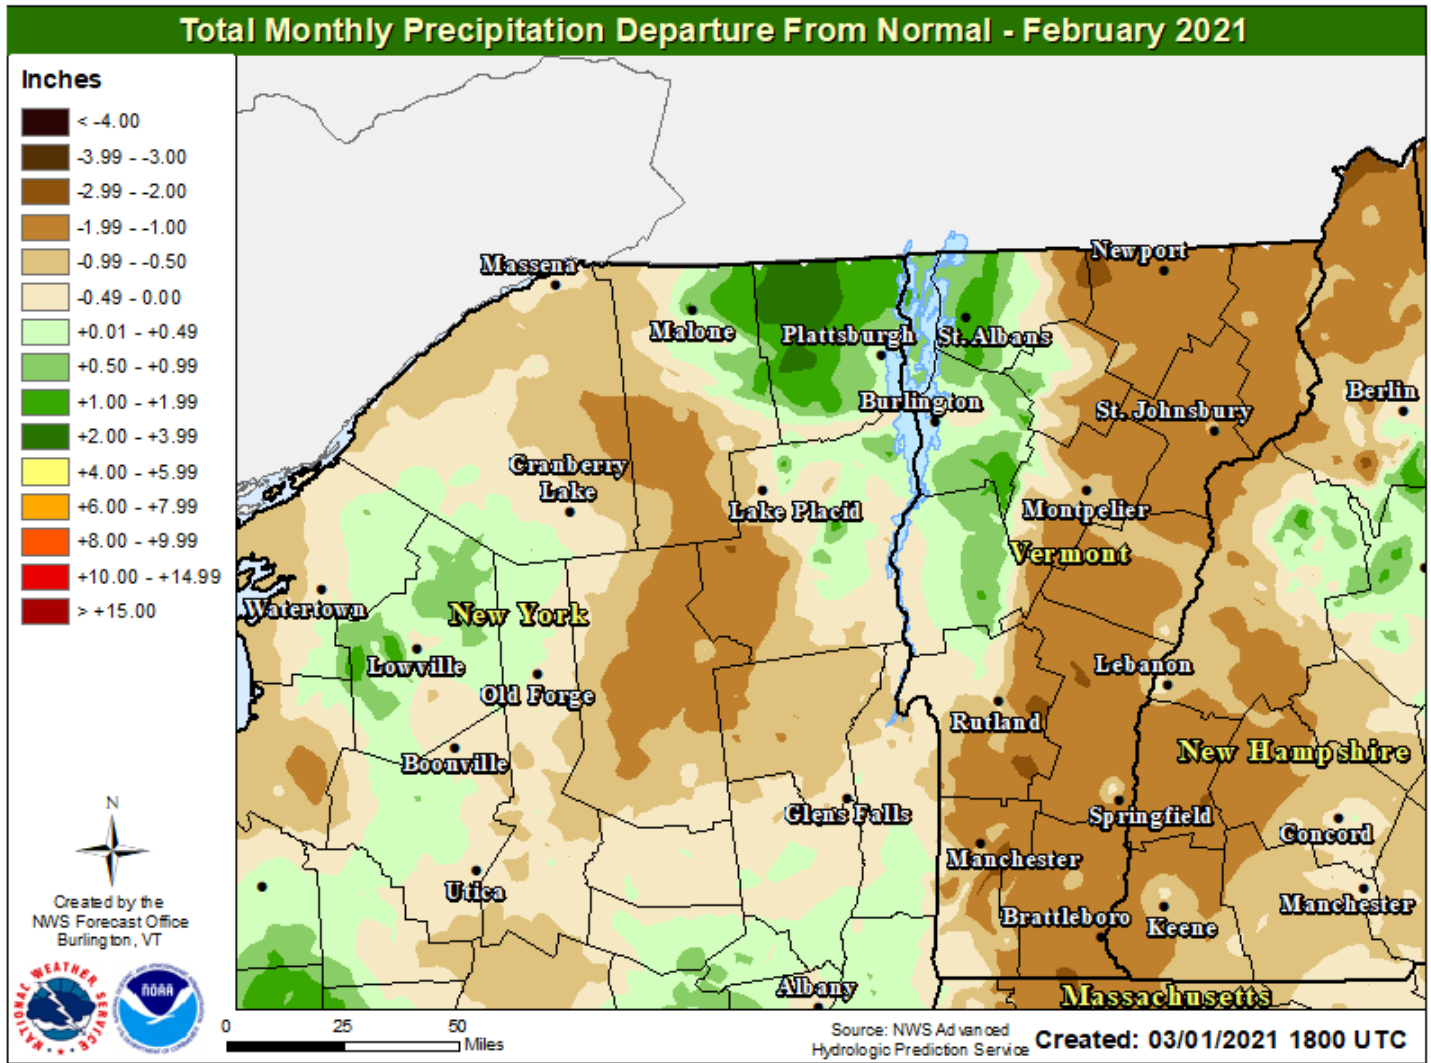 Total Monthly Precipitation Departure From Normal - February 2021
Inches
< -4.00
-3.99 - -3.00
-2.99 - -2.00
-1.99 - -1.00
-0.99 - -0.50
-0.49 - 0.00
+0.01 - +0.49
+0.50 - +0.99
+1.00 - +1.99
+2.00 - +3.99
+4.00 - +5.99
+6.00 - +7.99
+8.00 - +9.99
+10.00 - +14.99
> +15.00
Newport
Massena
Malone
Plattsburgh
St. Albans
Burlington
Berlin
St. Johnsbury
Cranberry
Lake
Lake Placid
Montpelier
Vermont
Watertown
New York
Lowville
Lebanon
Old Forge
Rutland
New Hampshire
Boonville
Glens Falls
Springfield
Concord
Manchester
Utica
Manchester
Brattleboro
Keene
Albany
Massachusetts
N
Created by the
NWS Forecast Office
Burlington, VT
NATIONAL WEATHER SERVICE
NOAA
0 25 50
Miles
Source: NWS Advanced
Hydrologic Prediction Service
Created: 03/01/2021 1800 UTC